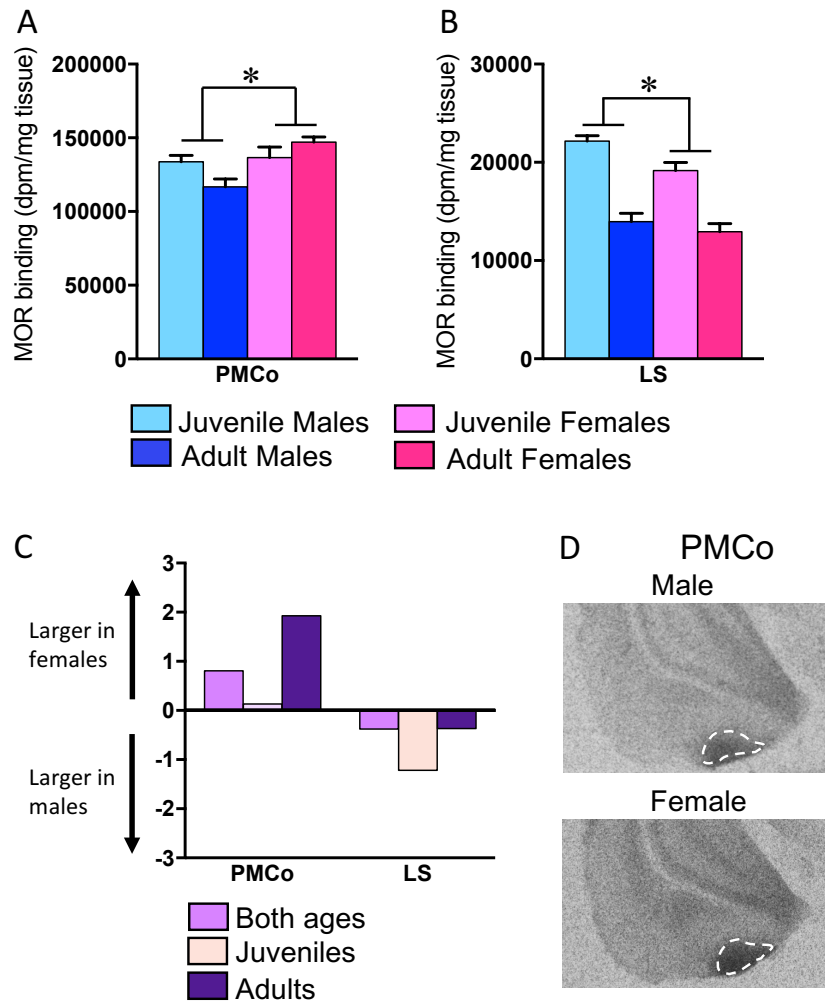 A
MOR binding (dpm/mg tissue)
200000
150000
100000
50000
0
*
PMCo
B
MOR binding (dpm/mg tissue)
30000
20000
10000
0
*
LS
Juvenile Males
Adult Males
Juvenile Females
Adult Females
C
Larger in
females
Larger in
males
3
2
1
0
-1
-2
-3
PMCo
LS
Both ages
Juveniles
Adults
D
PMCo
Male
Female